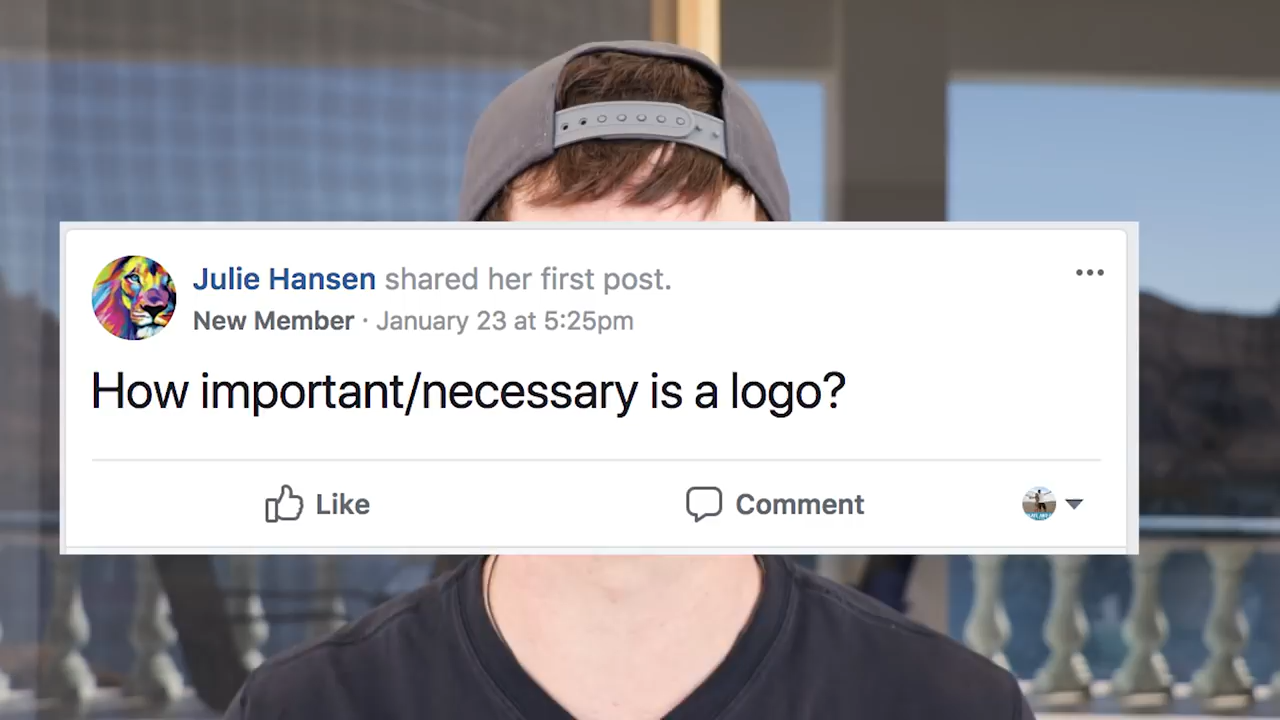 Julie Hansen shared her first post.
New Member · January 23 at 5:25pm
How important/necessary is a logo?
Like Comment